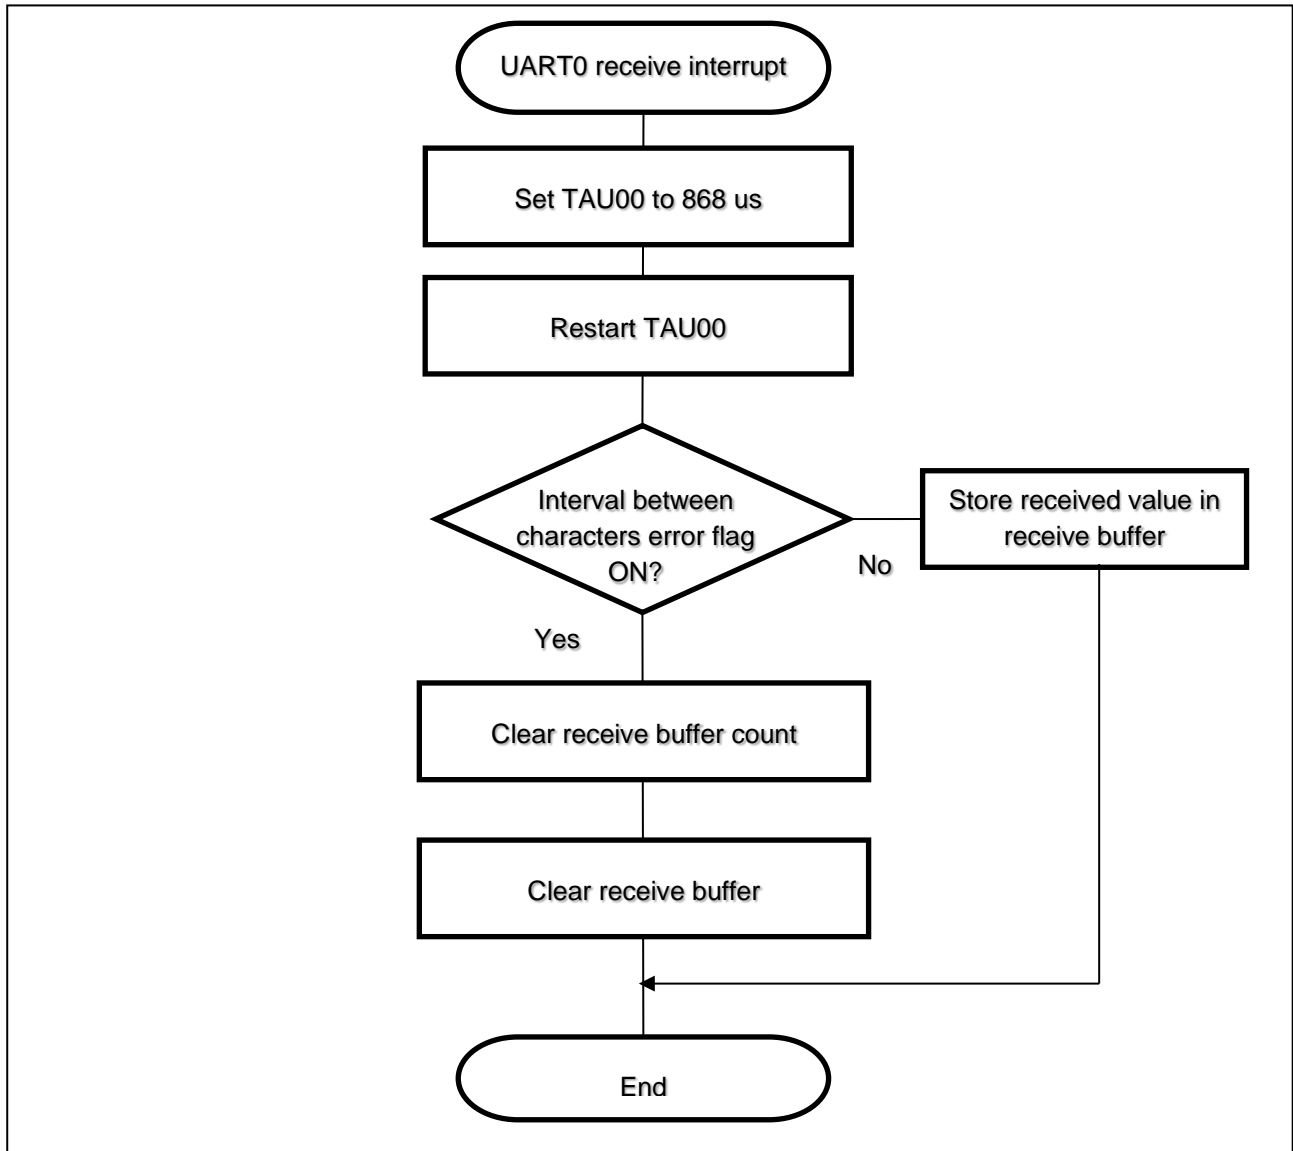 UART0 receive interrupt
Set TAU00 to 868 us
Restart TAU00
Interval between
characters error flag
ON?
No
Store received value in
receive buffer
Yes
Clear receive buffer count
Clear receive buffer
End